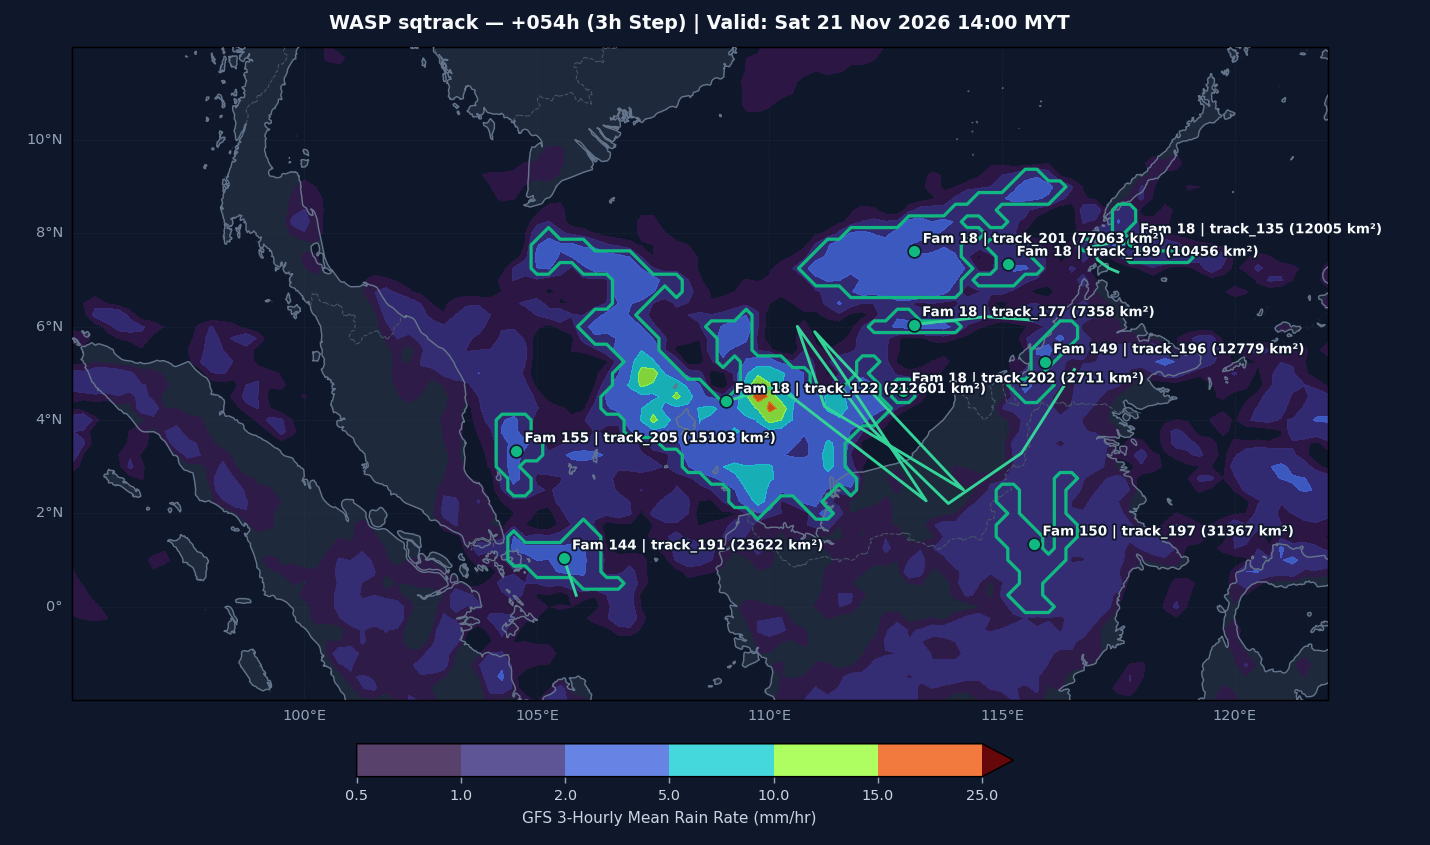 WASP sqtrack — +054h (3h Step) | Valid: Sat 21 Nov 2026 14:00 MYT
10°N
8°N
6°N
4°N
2°N
0°
Fam 18 | track_135 (12005 km²)
Fam 18 | track_201 (77063 km²)
Fam 18 | track_199 (10456 km²)
Fam 18 | track_177 (7358 km²)
Fam 149 | track_196 (12779 km²)
Fam 18 | track_202 (2711 km²)
Fam 18 | track_122 (212601 km²)
Fam 155 | track_205 (15103 km²)
Fam 150 | track_197 (31367 km²)
Fam 144 | track_191 (23622 km²)
100°E 105°E 110°E 115°E 120°E
0.5 1.0 2.0 5.0 10.0 15.0 25.0
GFS 3-Hourly Mean Rain Rate (mm/hr)